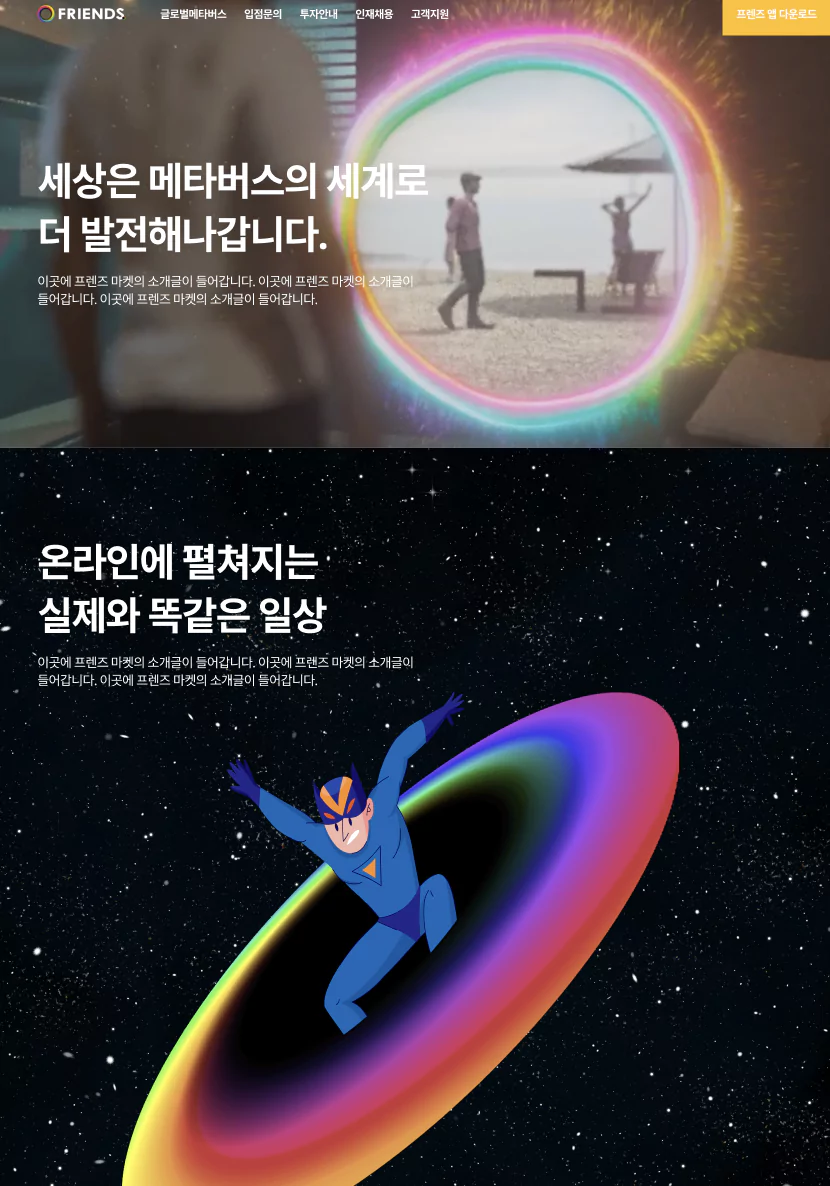 FRIENDS
글로벌메타버스 입점문의 투자안내 인재채용 고객지원
프렌즈 앱 다운로드
세상은 메타버스의 세계로
더 발전해나갑니다.
이곳에 프렌즈 마켓의 소개글이 들어갑니다. 이곳에 프렌즈 마켓의 소개글이
들어갑니다. 이곳에 프렌즈 마켓의 소개글이 들어갑니다.
온라인에 펼쳐지는
실제와 똑같은 일상
이곳에 프렌즈 마켓의 소개글이 들어갑니다. 이곳에 프랜즈 마켓의 소개글이
들어갑니다. 이곳에 프렌즈 마켓의 소개글이 들어갑니다.